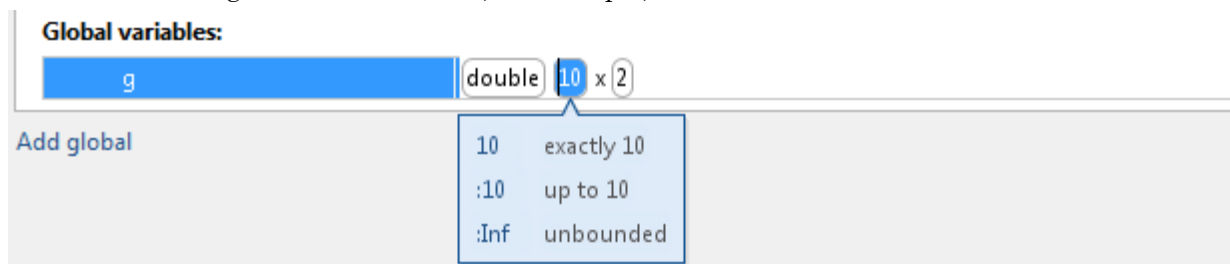 Global variables:
g double 10 x 2
Add global
10 exactly 10
:10 up to 10
:Inf unbounded